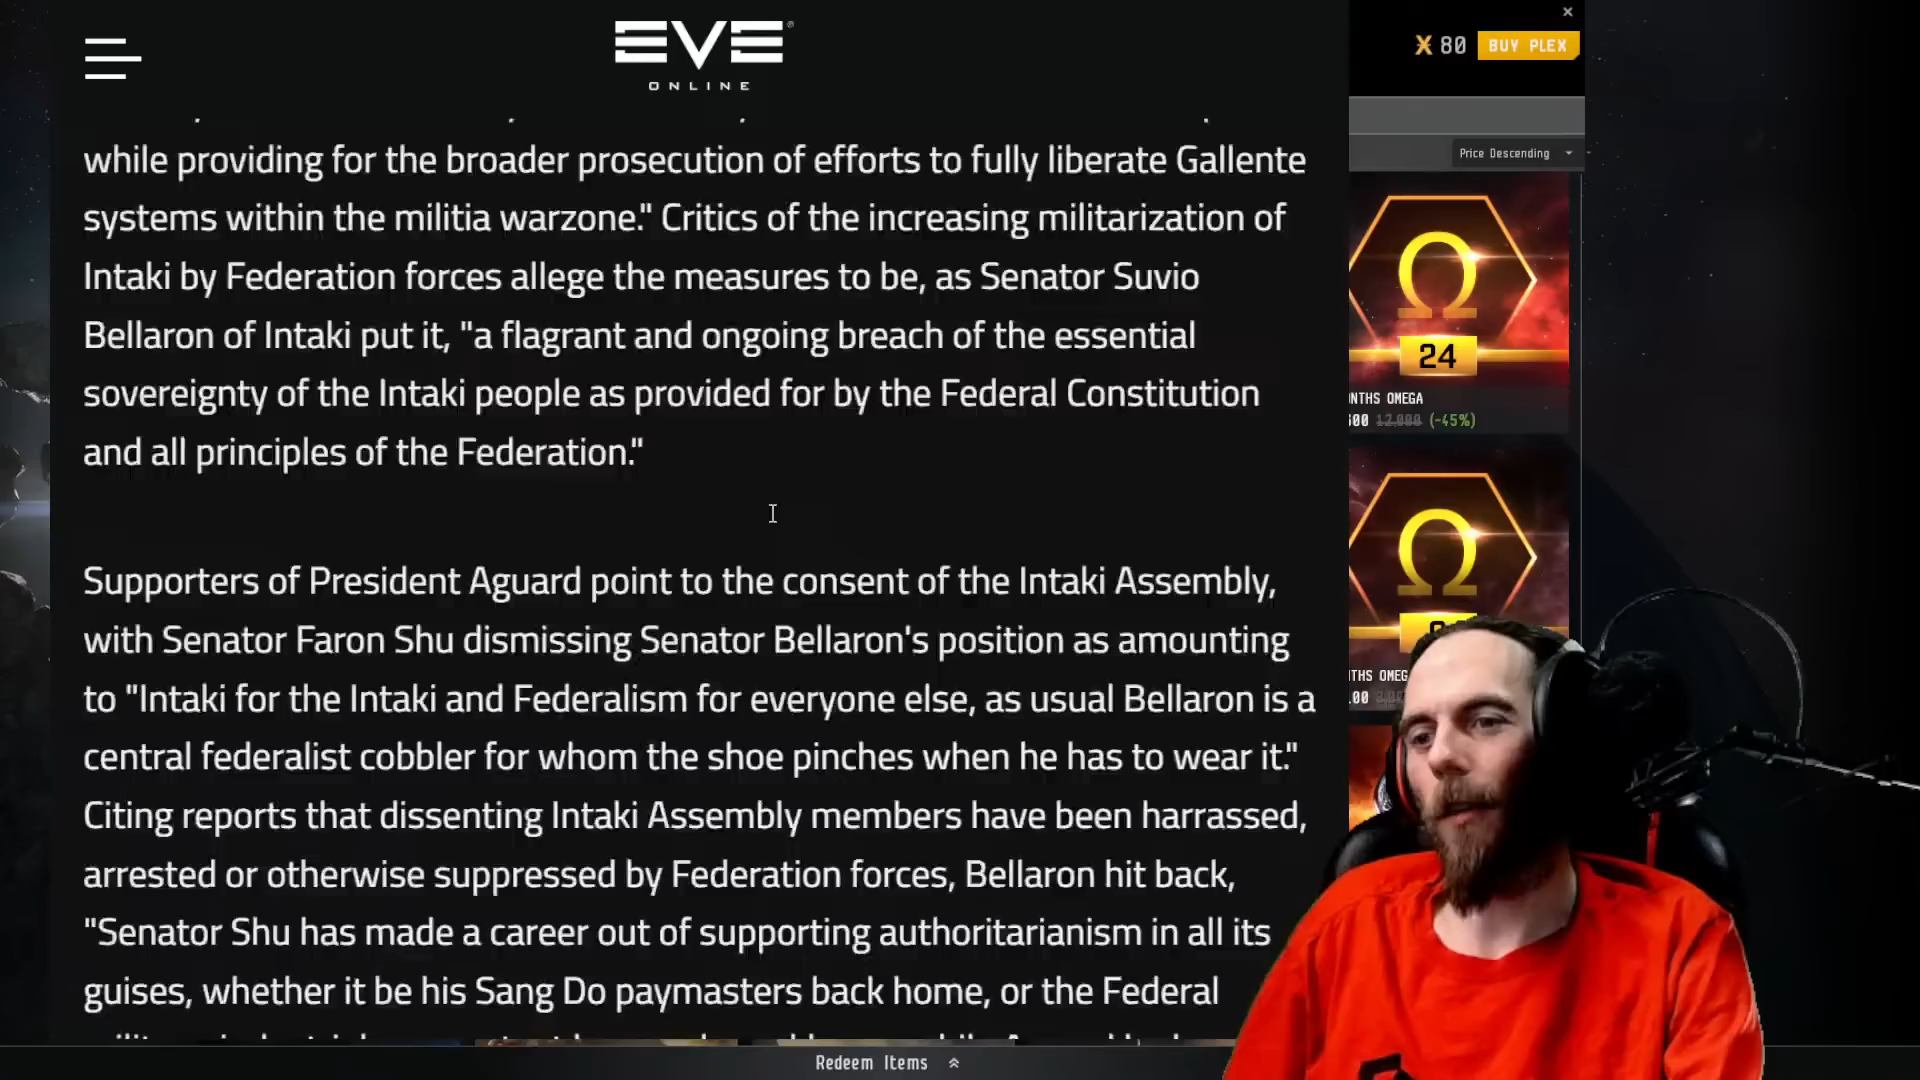 EVE
ONLINE
80 BUY PLEX
Price Descending
while providing for the broader prosecution of efforts to fully liberate Gallente
systems within the militia warzone." Critics of the increasing militarization of
Intaki by Federation forces allege the measures to be, as Senator Suvio
Bellaron of Intaki put it, "a flagrant and ongoing breach of the essential
sovereignty of the Intaki people as provided for by the Federal Constitution
and all principles of the Federation."
Supporters of President Aguard point to the consent of the Intaki Assembly,
with Senator Faron Shu dismissing Senator Bellaron's position as amounting
to "Intaki for the Intaki and Federalism for everyone else, as usual Bellaron is a
central federalist cobbler for whom the shoe pinches when he has to wear it."
Citing reports that dissenting Intaki Assembly members have been harrassed,
arrested or otherwise suppressed by Federation forces, Bellaron hit back,
"Senator Shu has made a career out of supporting authoritarianism in all its
guises, whether it be his Sang Do paymasters back home, or the Federal
Ω
24
OMEGA
12,000 (-45%)
Ω
Redeem Items